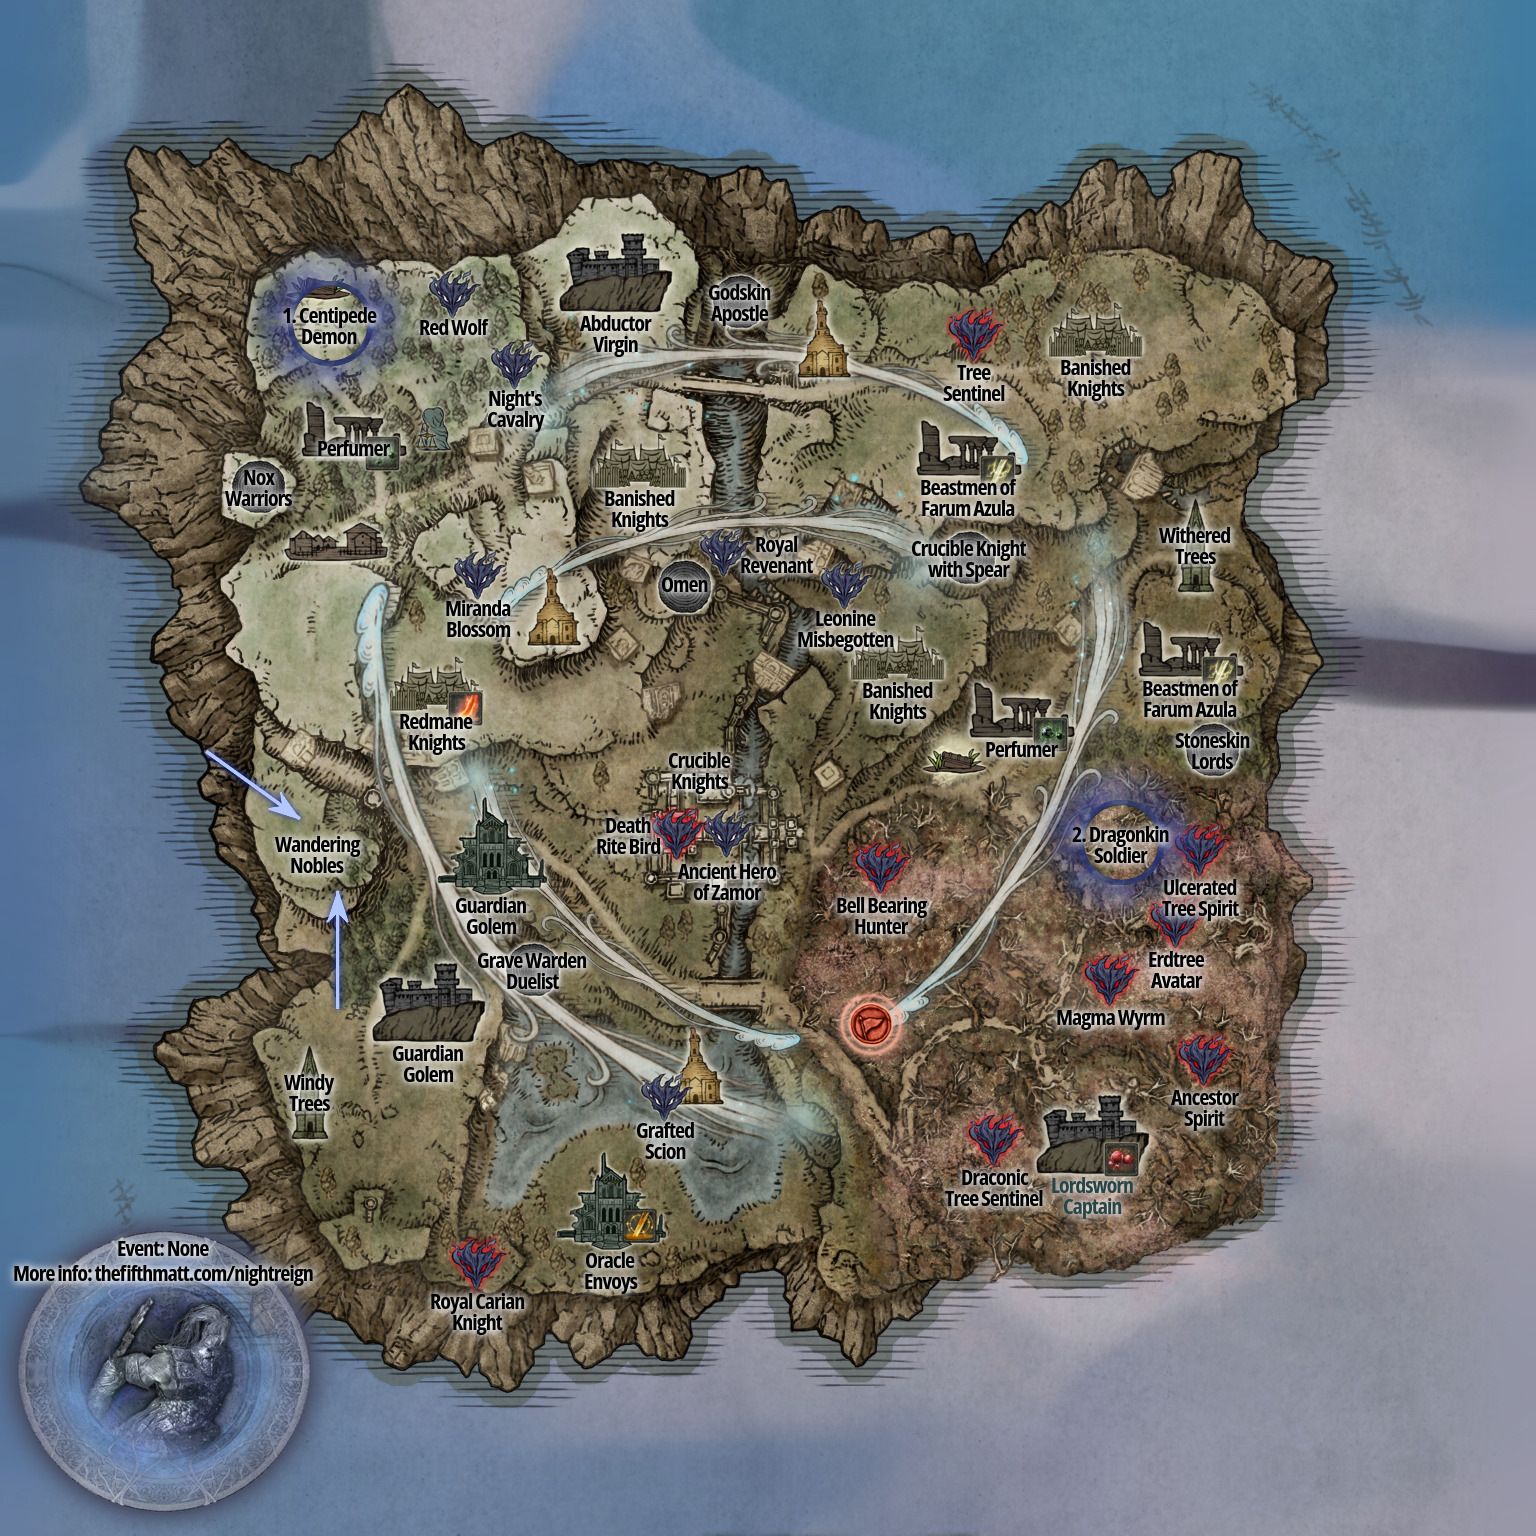 1. Centipede
Demon
Red Wolf
Abductor
Virgin
Godskin
Apostle
Tree
Sentinel
Banished
Knights
Night's
Cavalry
Perfumer
Nox
Warriors
Banished
Knights
Beastmen of
Farum Azula
Withered
Trees
Royal
Revenant
Crucible Knight
with Spear
Omen
Miranda
Blossom
Leonine
Misbegotten
Banished
Knights
Beastmen of
Farum Azula
Redmane
Knights
Perfumer
Stoneskin
Lords
Crucible
Knights
Death
Rite Bird
Ancient Hero
of Zamor
2. Dragonkin
Soldier
Wandering
Nobles
Ulcerated
Tree Spirit
Bell Bearing
Hunter
Guardian
Golem
Grave Warden
Duelist
Erdtree
Avatar
Magma Wyrm
Guardian
Golem
Windy
Trees
Ancestor
Spirit
Grafted
Scion
Draconic
Tree Sentinel
Lordsworn
Captain
Oracle
Envoys
Royal Carian
Knight
Event: None
More info: thefifthmatt.com/nightreign